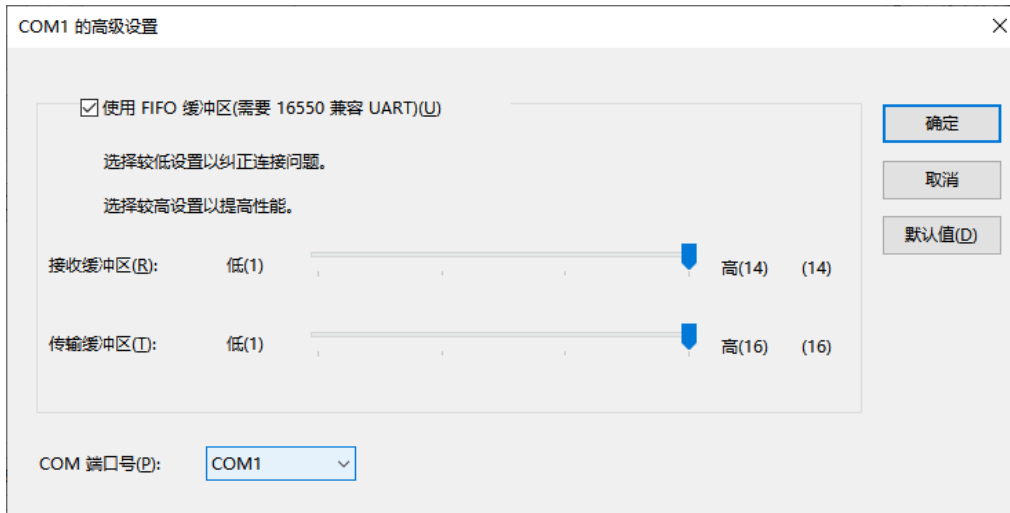 COM1 的高级设置
使用 FIFO 缓冲区(需要 16550 兼容 UART)(U)
确定
选择较低设置以纠正连接问题。
取消
选择较高设置以提高性能。
默认值(D)
接收缓冲区(R): 低(1) 高(14) (14)
传输缓冲区(T): 低(1) 高(16) (16)
COM 端口号(P): COM1